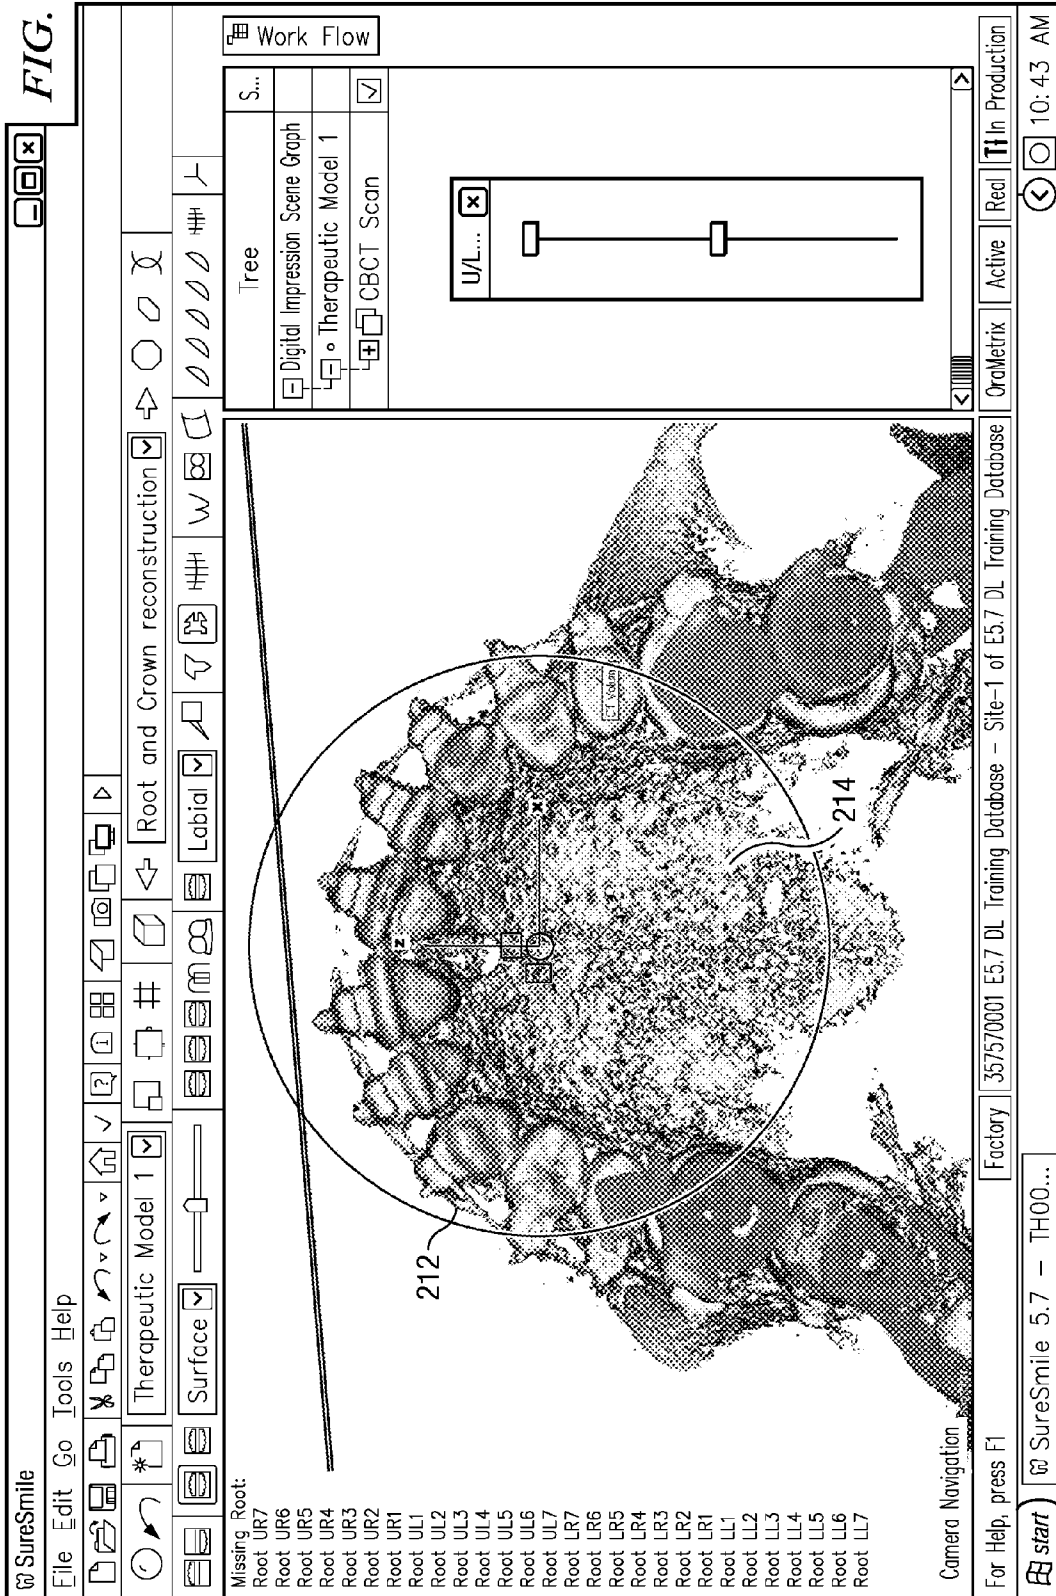 FIG.
SureSmile
File Edit Go Tools Help
Therapeutic Model 1
Root and Crown reconstruction
Surface
Labial
Missing Root:
Root UR7
Root UR6
Root UR5
Root UR4
Root UR3
Root UR2
Root UR1
Root UL1
Root UL2
Root UL3
Root UL4
Root UL5
Root UL6
Root UL7
Root LR7
Root LR6
Root LR5
Root LR4
Root LR3
Root LR2
Root LR1
Root LL1
Root LL2
Root LL3
Root LL4
Root LL5
Root LL6
Root LL7
Camera Navigation
212
214
z
x
Tree
S...
Digital Impression Scene Graph
Therapeutic Model 1
CBCT Scan
U/L...
Work Flow
For Help, press F1
Factory
357570001 E5.7 DL Training Database - Site-1 of E5.7 DL Training Database
OraMetrix
Active
Real
In Production
start
SureSmile 5.7 - TH00...
10:43 AM